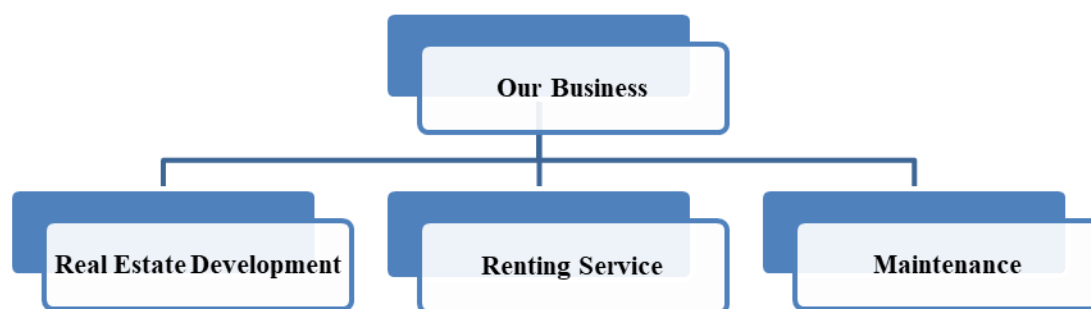 Our Business
Real Estate Development
Renting Service
Maintenance